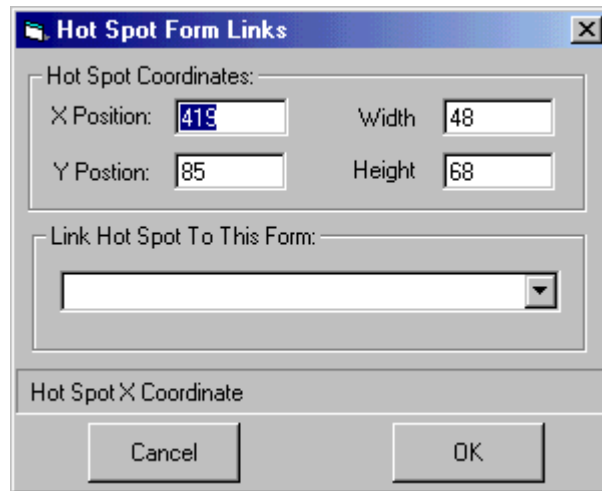 Hot Spot Form Links
Hot Spot Coordinates:
X Position: 419 Width 48
Y Postion: 85 Height 68
Link Hot Spot To This Form:
Hot Spot X Coordinate
Cancel OK